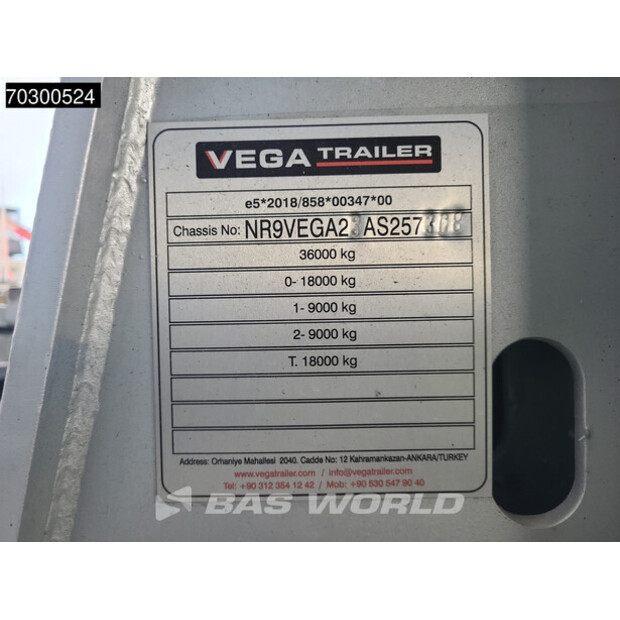 70300524
VEGA TRAILER
e5*2018/858*00347*00
Chassis No: NR9VEGA23AS257368
36000 kg
0- 18000 kg
1- 9000 kg
2- 9000 kg
T. 18000 kg
Address: Orhaniye Mahallesi 2040. Cadde No: 12 Kahramankazan-ANKARA/TURKEY
www.vegatrailer.com / info@vegatrailer.com
Tel: +90 312 354 12 42 / Mob: +90 530 547 90 40
BAS WORLD